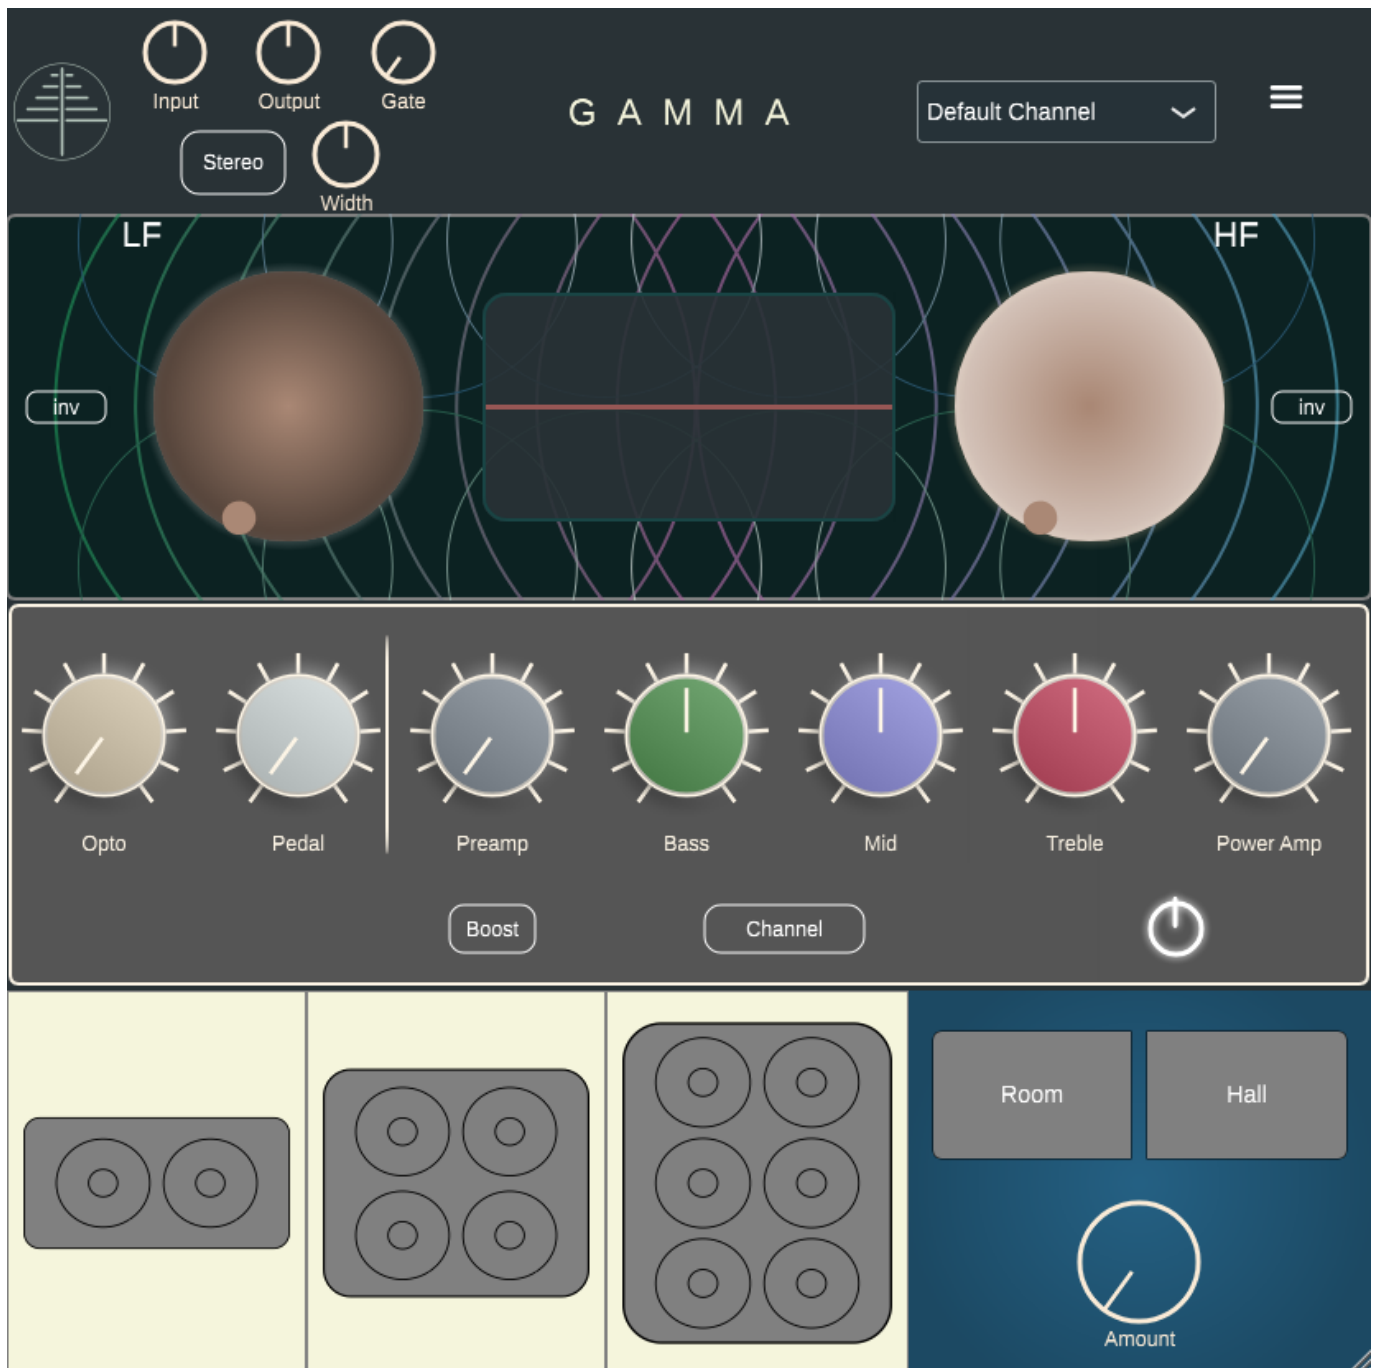 Input
Output
Gate
Stereo
Width
GAMMA
Default Channel
LF
HF
inv
inv
Opto
Pedal
Preamp
Bass
Mid
Treble
Power Amp
Boost
Channel
Room
Hall
Amount